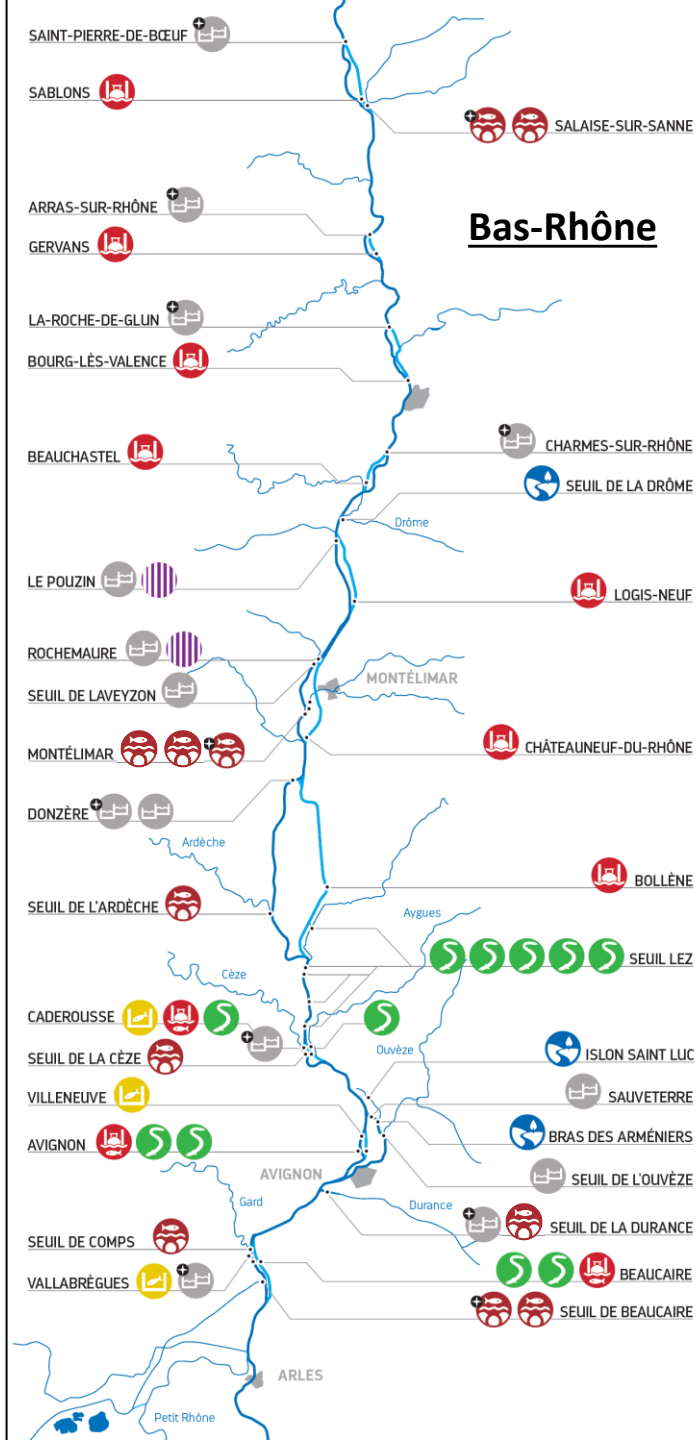 SAINT-PIERRE-DE-BŒUF
SABLONS
SALAISE-SUR-SANNE
ARRAS-SUR-RHÔNE
Bas-Rhône
GERVANS
LA-ROCHE-DE-GLUN
BOURG-LÈS-VALENCE
CHARMES-SUR-RHÔNE
BEAUCHASTEL
SEUIL DE LA DRÔME
Drôme
LE POUZIN
LOGIS-NEUF
ROCHEMAURE
MONTÉLIMAR
SEUIL DE LAVEYZON
CHÂTEAUNEUF-DU-RHÔNE
MONTÉLIMAR
DONZÈRE
Ardèche
BOLLÈNE
SEUIL DE L'ARDÈCHE
Aygues
SEUIL LEZ
Cèze
CADEROUSSE
Ouvèze
SEUIL DE LA CÈZE
ISLON SAINT LUC
VILLENEUVE
SAUVETERRE
AVIGNON
BRAS DES ARMÉNIERS
AVIGNON
SEUIL DE L'OUVÈZE
Gard
Durance
SEUIL DE LA DURANCE
SEUIL DE COMPS
BEAUCAIRE
VALLABRÈGUES
SEUIL DE BEAUCAIRE
ARLES
Petit Rhône